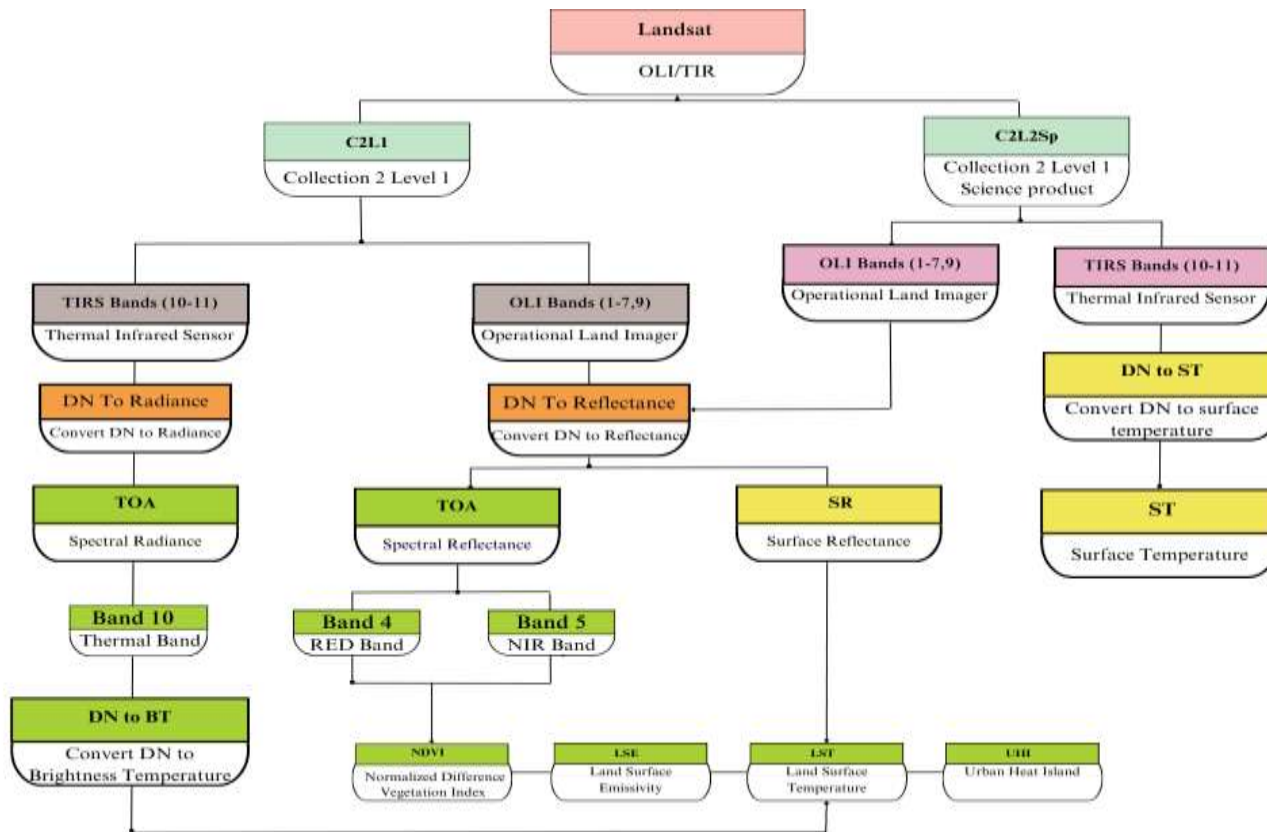 Landsat
OLI/TIR
C2L1
Collection 2 Level 1
C2L2Sp
Collection 2 Level 1
Science product
OLI Bands (1-7,9)
Operational Land Imager
TIRS Bands (10-11)
Thermal Infrared Sensor
TIRS Bands (10-11)
Thermal Infrared Sensor
OLI Bands (1-7,9)
Operational Land Imager
DN To Radiance
Convert DN to Radiance
DN To Reflectance
Convert DN to Reflectance
DN to ST
Convert DN to surface
temperature
TOA
Spectral Radiance
TOA
Spectral Reflectance
SR
Surface Reflectance
ST
Surface Temperature
Band 10
Thermal Band
Band 4
RED Band
Band 5
NIR Band
DN to BT
Convert DN to
Brightness Temperature
NDVI
Normalized Difference
Vegetation Index
LSE
Land Surface
Emissivity
LST
Land Surface
Temperature
UHI
Urban Heat Island